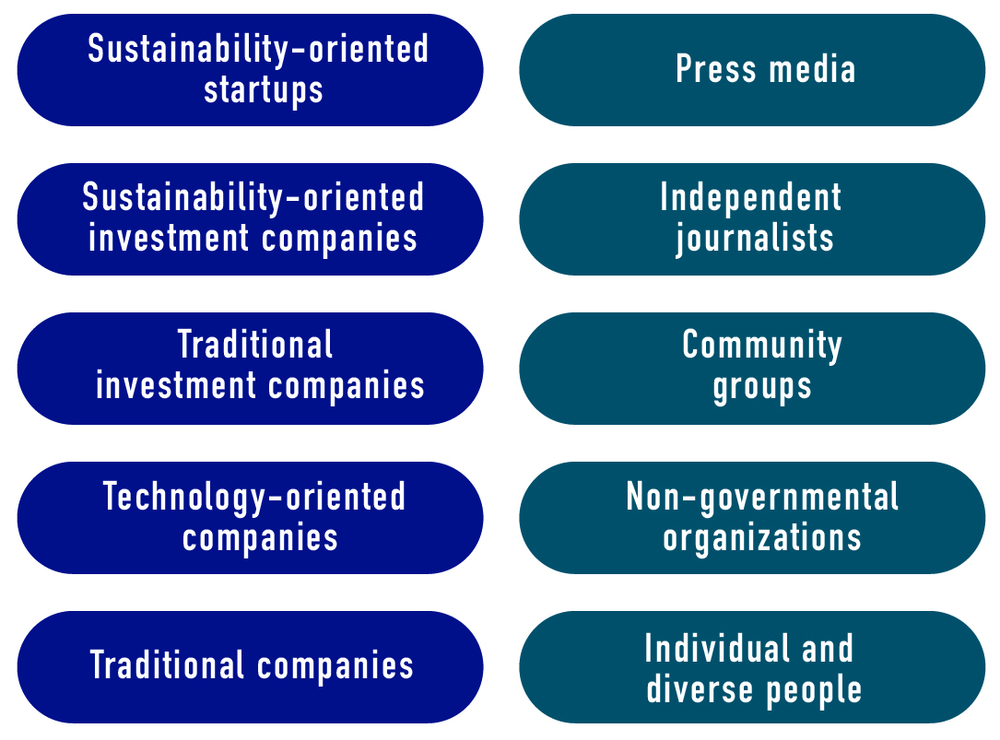 Sustainability-oriented
startups
Press media
Sustainability-oriented
investment companies
Independent
journalists
Traditional
investment companies
Community
groups
Technology-oriented
companies
Non-governmental
organizations
Traditional companies
Individual and
diverse people